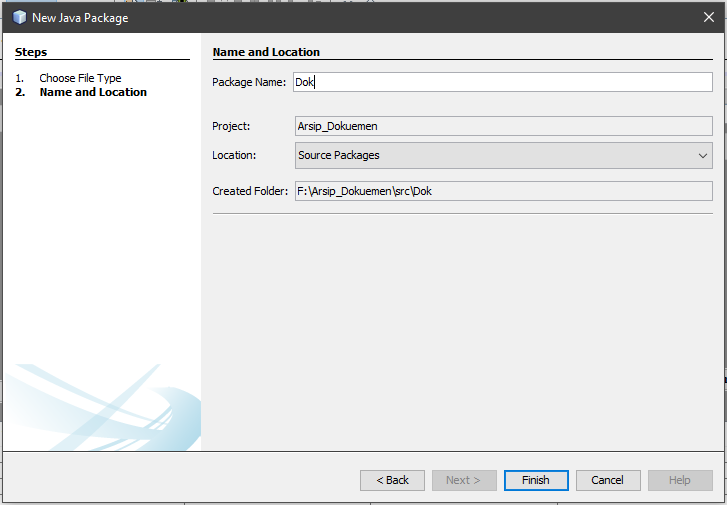 New Java Package
Steps
1. Choose File Type
2. Name and Location
Name and Location
Package Name: Dok
Project: Arsip_Dokuemen
Location: Source Packages
Created Folder: F:\Arsip_Dokuemen\src\Dok
< Back Next > Finish Cancel Help